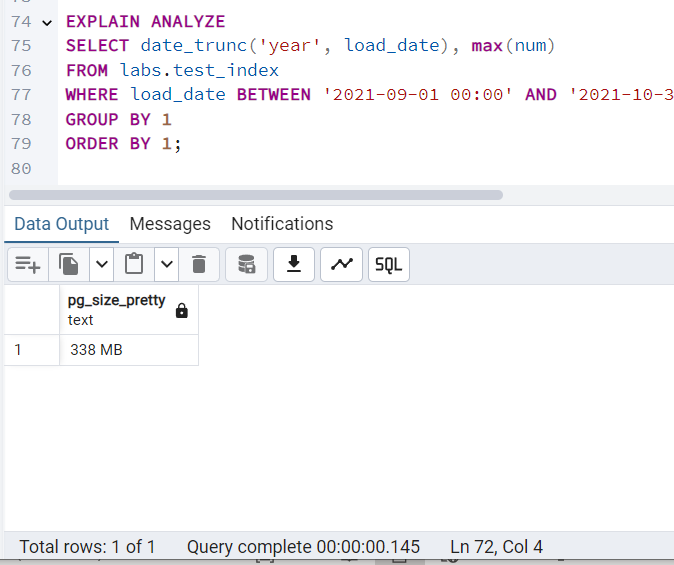 74 EXPLAIN ANALYZE
75 SELECT date_trunc('year', load_date), max(num)
76 FROM labs.test_index
77 WHERE load_date BETWEEN '2021-09-01 00:00' AND '2021-10-3
78 GROUP BY 1
79 ORDER BY 1;
80
Data Output Messages Notifications
SQL
pg_size_pretty
text
1 338 MB
Total rows: 1 of 1 Query complete 00:00:00.145 Ln 72, Col 4